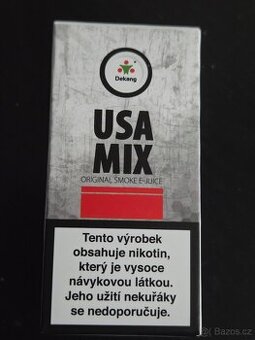 Dekang
USA
MIX
ORIGINAL SMOKE E-JUICE
Tento výrobek
obsahuje nikotin,
který je vysoce
návykovou látkou.
Jeho užití nekuřáky
se nedoporučuje.
Bazos.cz